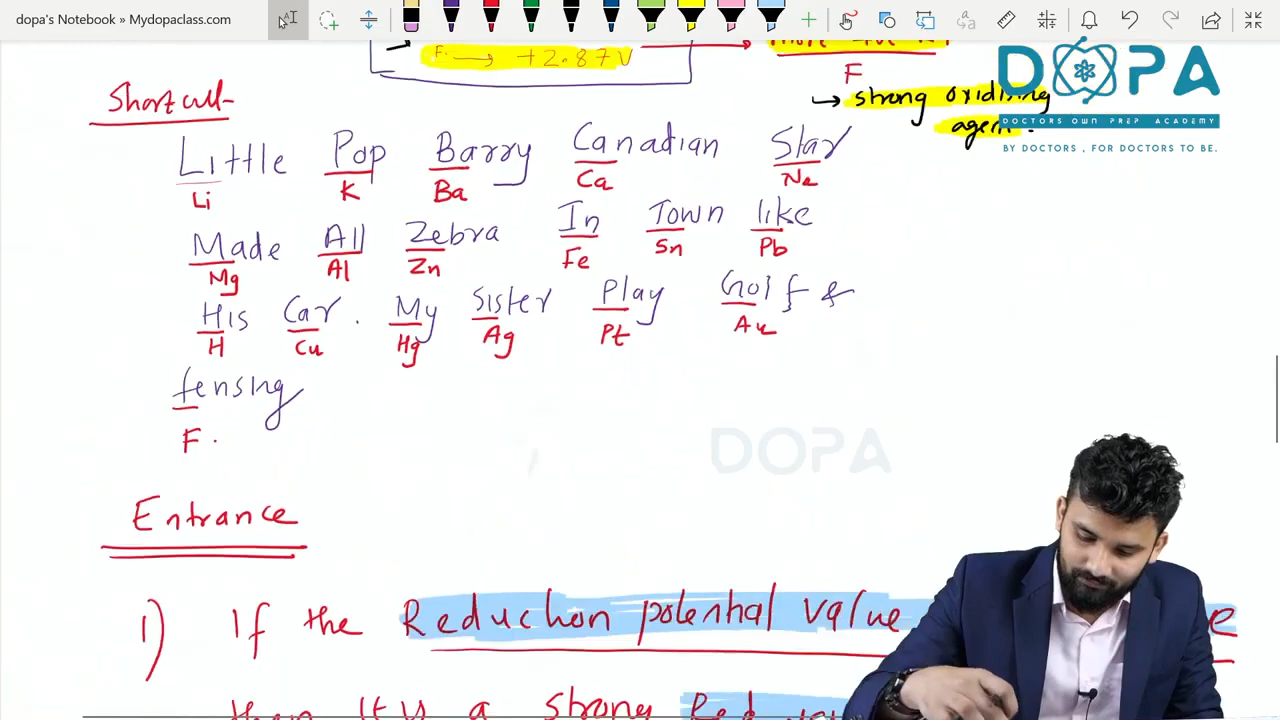 dopa's Notebook » Mydopaclass.com
F. → +2.87 V
F
→ strong oxidising
agent.
DOPA
DOCTORS OWN PREP ACADEMY
BY DOCTORS , FOR DOCTORS TO BE.
Shortcut-
Little Pop Barry Canadian Star
Li K Ba Ca Na
Made All Zebra In Town like
Mg Al Zn Fe Sn Pb
His Car. My Sister Play Golf &
H Cu Hg Ag Pt Au
fensing
F.
DOPA
Entrance
1) If the Reduction potential value
e
then It is a strong